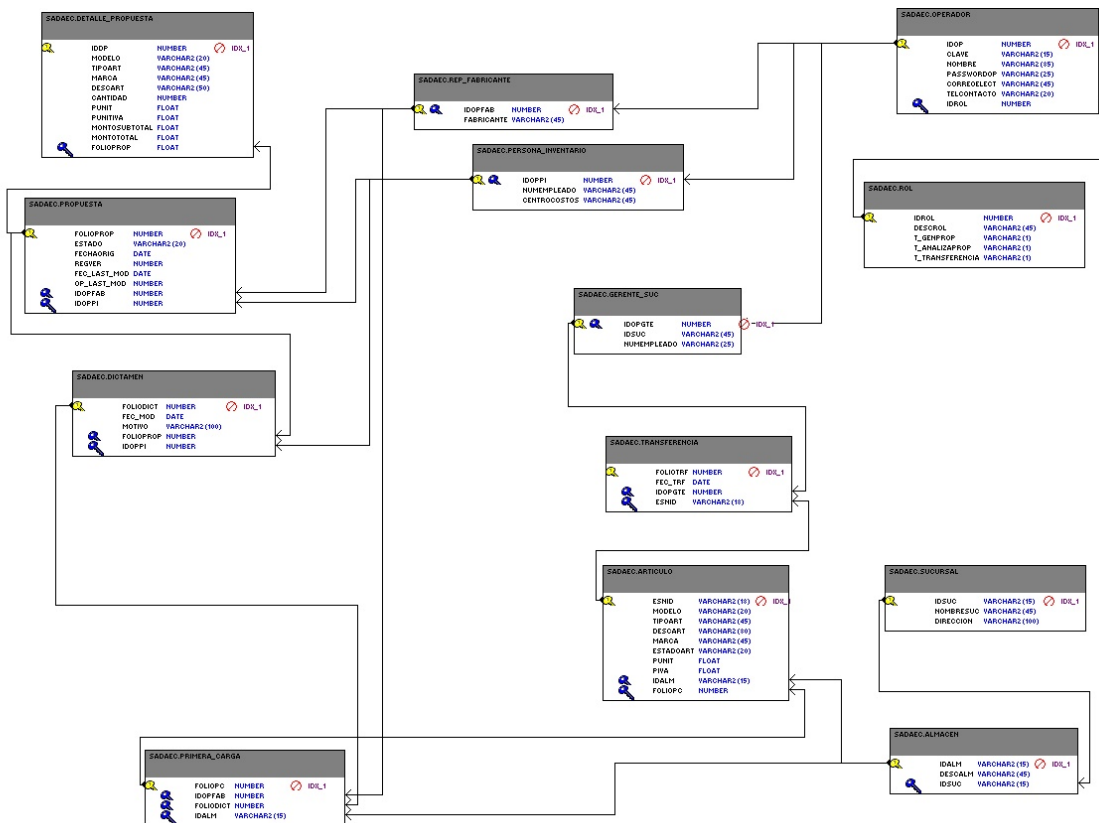 SADAEC.DETALLE_PROPUESTA
IDDP NUMBER IDX_1
MODELO VARCHAR2(20)
TIPOART VARCHAR2(45)
MARCA VARCHAR2(45)
DESCART VARCHAR2(50)
CANTIDAD NUMBER
PUNIT FLOAT
PUNITIVA FLOAT
MONTOSUBTOTAL FLOAT
MONTOTOTAL FLOAT
FOLIOPROP FLOAT
SADAEC.OPERADOR
IDOP NUMBER IDX_1
CLAVE VARCHAR2(15)
NOMBRE VARCHAR2(85)
PASSWORDOP VARCHAR2(25)
CORREOELECT VARCHAR2(45)
TELCONTACTO VARCHAR2(20)
IDROL NUMBER
SADAEC.REP_FABRICANTE
IDOPFAB NUMBER IDX_1
FABRICANTE VARCHAR2(45)
SADAEC.PERSONA_INVENTARIO
IDOPPI NUMBER IDX_1
NUMEMPLEADO VARCHAR2(45)
CENTROCOSTOS VARCHAR2(45)
SADAEC.ROL
IDROL NUMBER IDX_1
DESCROL VARCHAR2(45)
T_GENPROP VARCHAR2(1)
T_ANALIZAPROP VARCHAR2(1)
T_TRANSFERENCIA VARCHAR2(1)
SADAEC.PROPUESTA
FOLIOPROP NUMBER IDX_1
ESTADO VARCHAR2(20)
FECHAORIG DATE
REGVER NUMBER
FEC_LAST_MOD DATE
OP_LAST_MOD NUMBER
IDOPFAB NUMBER
IDOPPI NUMBER
SADAEC.GERENTE_SUC
IDOPGTE NUMBER IDX_1
IDSUC VARCHAR2(45)
NUMEMPLEADO VARCHAR2(25)
SADAEC.DICTAMEN
FOLIODICT NUMBER IDX_1
FEC_MOD DATE
MOTIVO VARCHAR2(100)
FOLIOPROP NUMBER
IDOPPI NUMBER
SADAEC.TRANSFERENCIA
FOLIOTRF NUMBER IDX_1
FEC_TRF DATE
IDOPGTE NUMBER
ESNID VARCHAR2(18)
SADAEC.ARTICULO
ESNID VARCHAR2(18) IDX_1
MODELO VARCHAR2(20)
TIPOART VARCHAR2(45)
DESCART VARCHAR2(80)
MARCA VARCHAR2(45)
ESTADOART VARCHAR2(20)
PUNIT FLOAT
PIVA FLOAT
IDALM VARCHAR2(15)
FOLIOPC NUMBER
SADAEC.SUCURSAL
IDSUC VARCHAR2(15) IDX_1
NOMBRESUC VARCHAR2(45)
DIRECCION VARCHAR2(100)
SADAEC.ALMACEN
IDALM VARCHAR2(15) IDX_1
DESCALM VARCHAR2(45)
IDSUC VARCHAR2(15)
SADAEC.PRIMERA_CARGA
FOLIOPC NUMBER IDX_1
IDOPFAB NUMBER
FOLIODICT NUMBER
IDALM VARCHAR2(15)